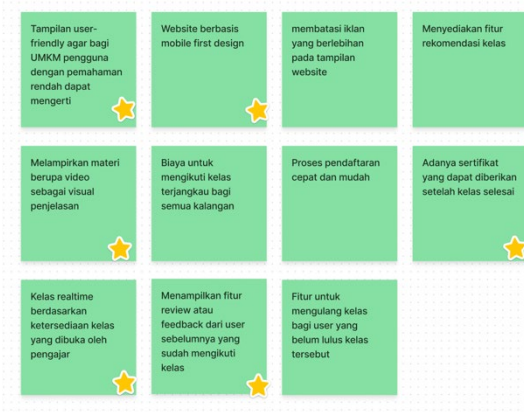 Tampilan user-
friendly agar bagi
UMKM pengguna
dengan pemahaman
rendah dapat
mengerti
Website berbasis
mobile first design
membatasi iklan
yang berlebihan
pada tampilan
website
Menyediakan fitur
rekomendasi kelas
Melampirkan materi
berupa video
sebagai visual
penjelasan
Biaya untuk
mengikuti kelas
terjangkau bagi
semua kalangan
Proses pendaftaran
cepat dan mudah
Adanya sertifikat
yang dapat diberikan
setelah kelas selesai
Kelas realtime
berdasarkan
ketersediaan kelas
yang dibuka oleh
pengajar
Menampilkan fitur
review atau
feedback dari user
sebelumnya yang
sudah mengikuti
kelas
Fitur untuk
mengulang kelas
bagi user yang
belum lulus kelas
tersebut